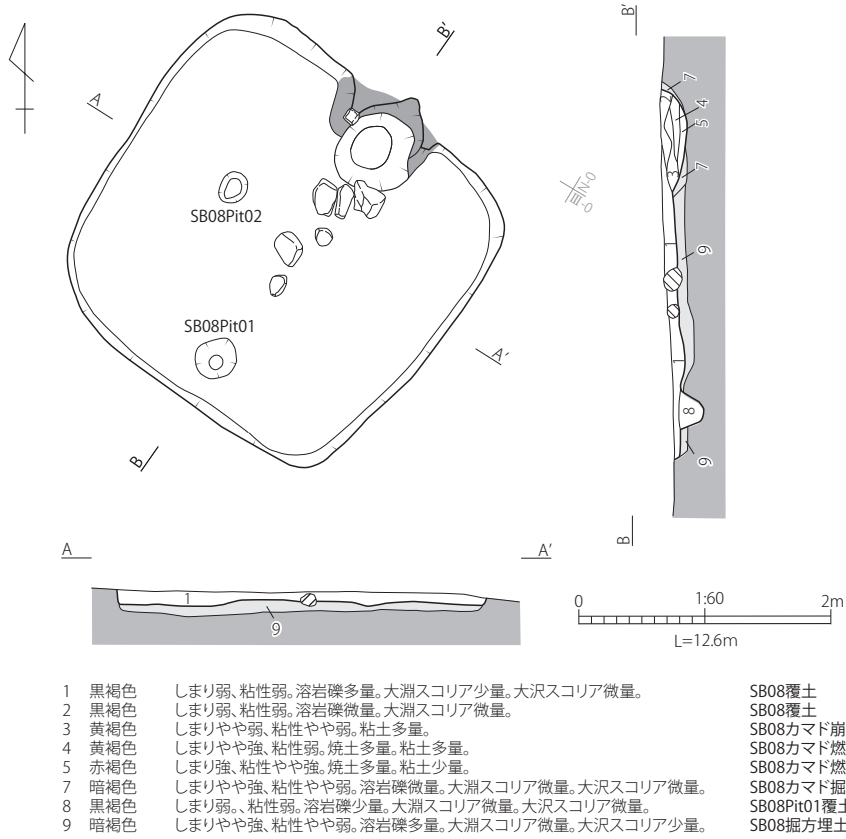 B'
B'
A
SB08Pit02
SB08Pit01
A'
B
7
4
5
7
3
9
1
1
8
9
B
Ⅲ-0
N-0
A
A'
1
9
0
1:60
2m
L=12.6m
1 黒褐色 しまり弱、粘性弱。溶岩礫多量。大淵スコリア少量。大沢スコリア微量。 SB08覆土
2 黒褐色 しまり弱、粘性弱。溶岩礫微量。大淵スコリア微量。 SB08覆土
3 黄褐色 しまりやや弱、粘性やや弱。粘土多量。 SB08カマド崩
4 黄褐色 しまりやや強、粘性弱。焼土多量。粘土多量。 SB08カマド燃
5 赤褐色 しまり強、粘性やや強。焼土多量。粘土少量。 SB08カマド燃
7 暗褐色 しまりやや強、粘性やや弱。溶岩礫微量。大淵スコリア微量。大沢スコリア微量。 SB08カマド掘
8 黒褐色 しまり弱。、粘性弱。溶岩礫少量。大淵スコリア微量。大沢スコリア微量。 SB08Pit01覆土
9 暗褐色 しまりやや強、粘性やや弱。溶岩礫多量。大淵スコリア微量。大沢スコリア少量。 SB08掘方埋土